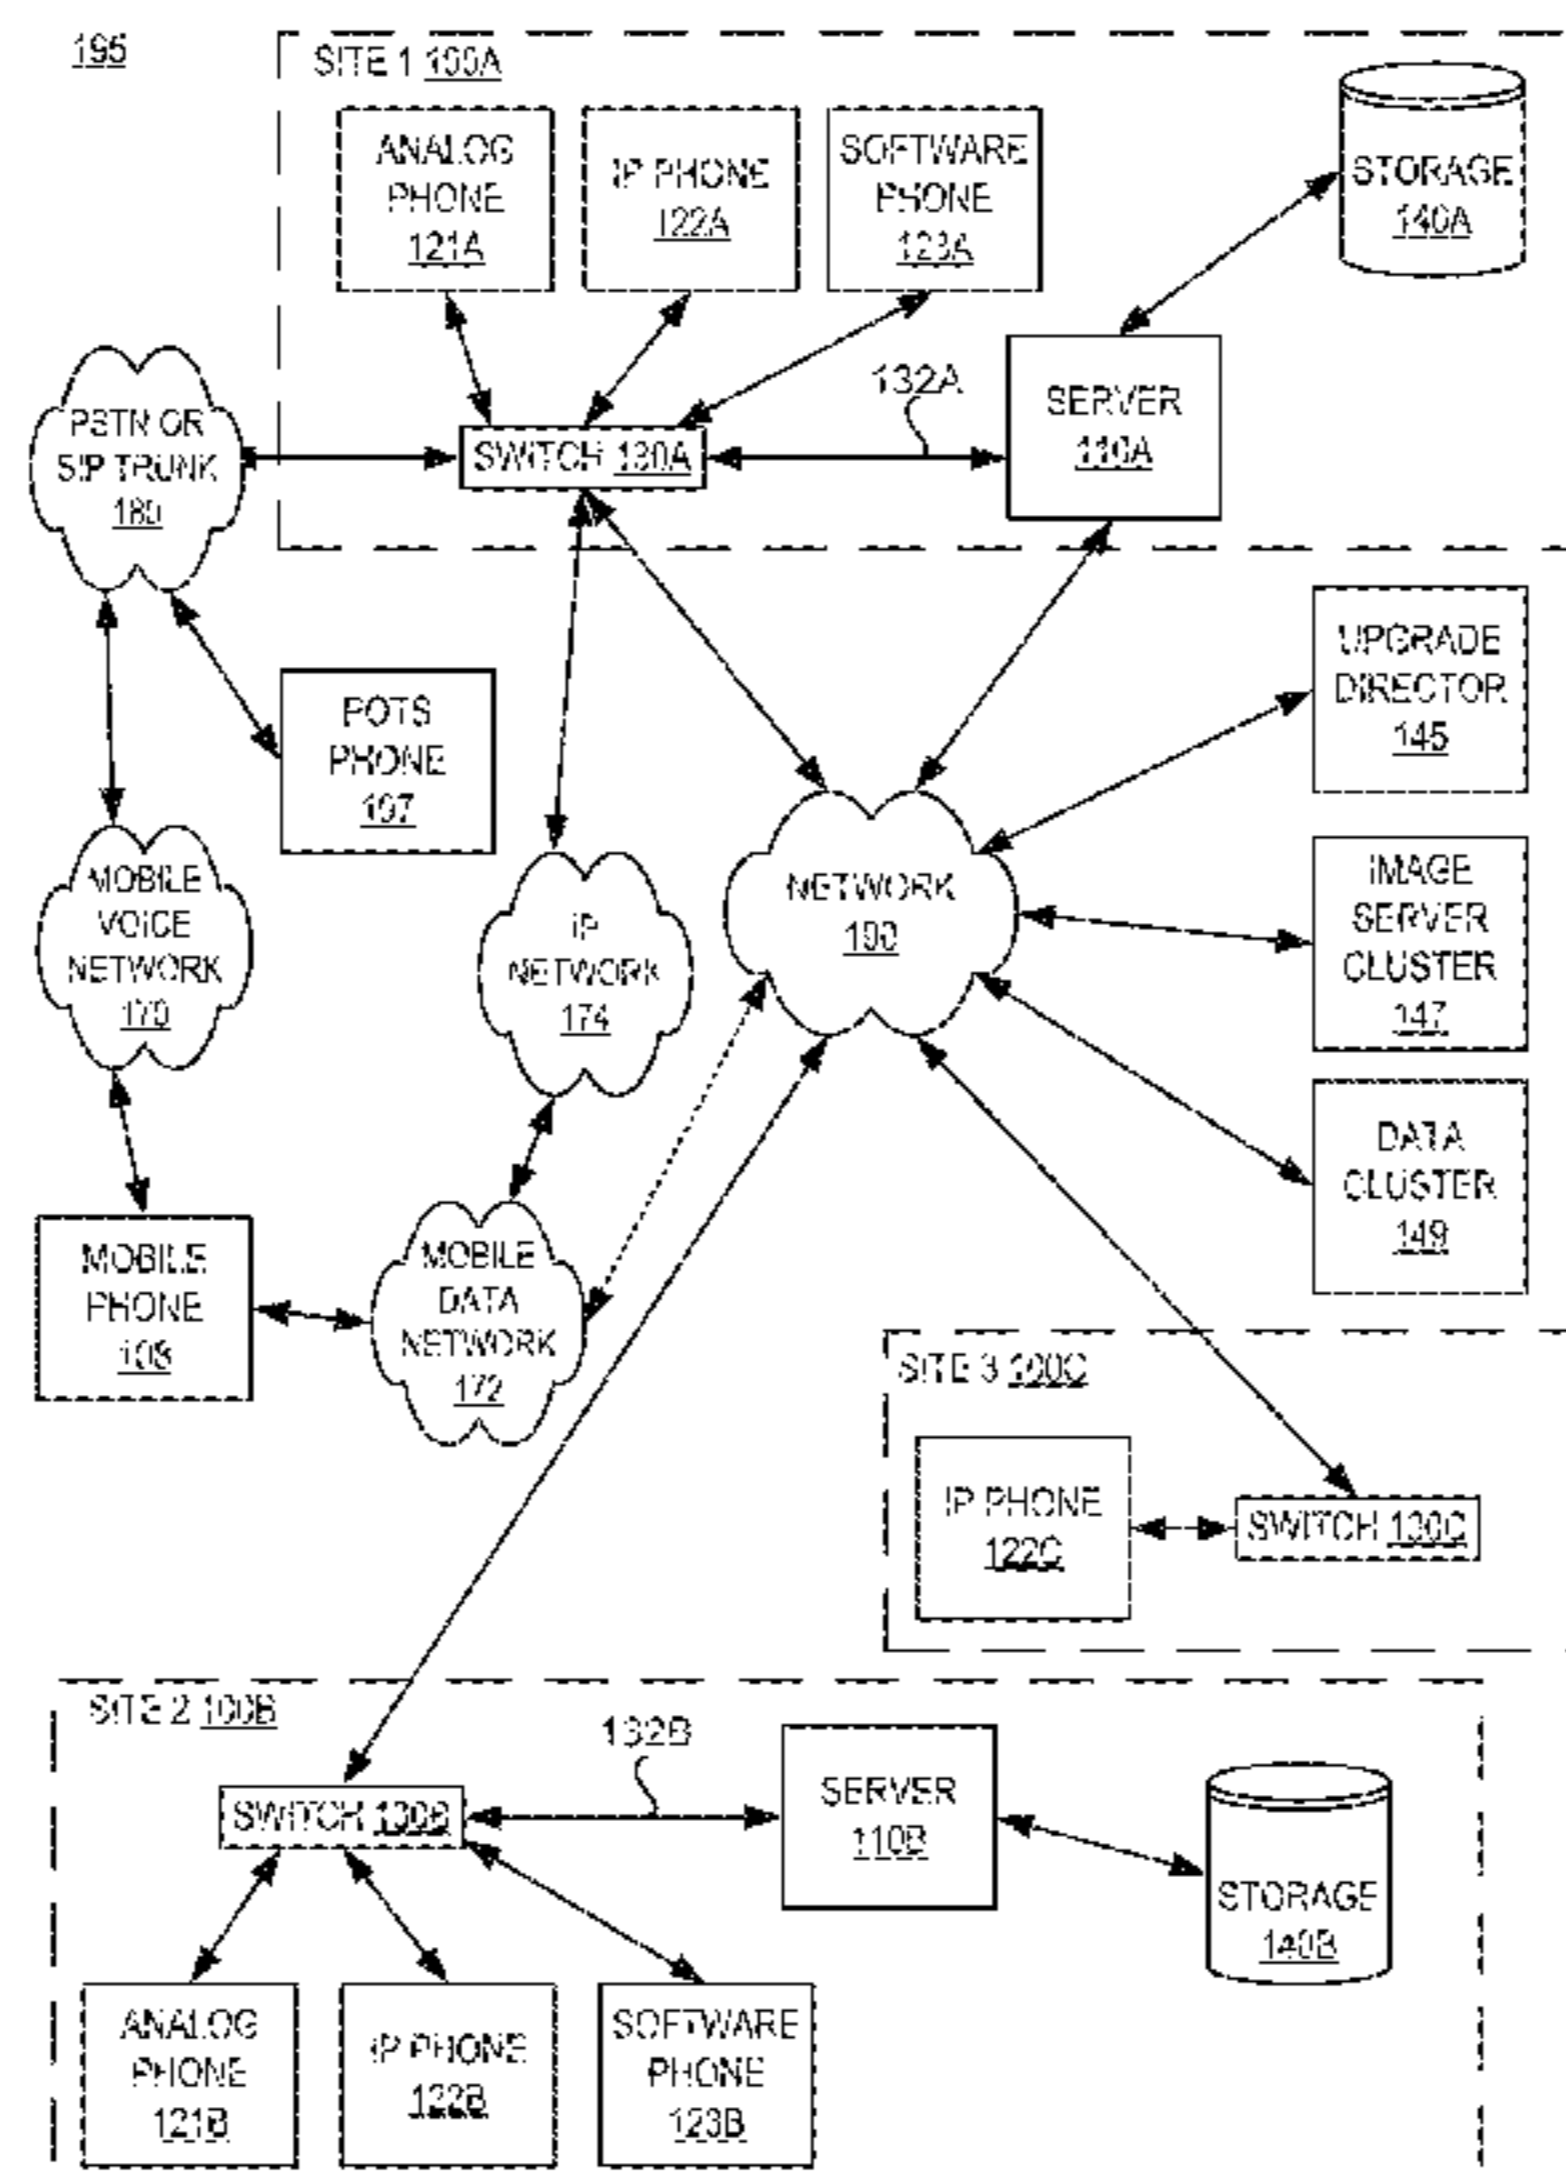 195
SITE 1 100A
ANALOG
PHONE
121A
IP PHONE
122A
SOFTWARE
PHONE
123A
STORAGE
140A
132A
SERVER
110A
PSTN OR
SIP TRUNK
180
SWITCH 130A
UPGRADE
DIRECTOR
145
POTS
PHONE
197
MOBILE
VOICE
NETWORK
170
IP
NETWORK
174
NETWORK
190
IMAGE
SERVER
CLUSTER
147
DATA
CLUSTER
149
MOBILE
PHONE
MOBILE
DATA
NETWORK
172
SITE 3 100C
IP PHONE
122C
SWITCH 130C
SITE 2 100B
132B
SWITCH 130B
SERVER
110B
STORAGE
140B
ANALOG
PHONE
121B
IP PHONE
122B
SOFTWARE
PHONE
123B